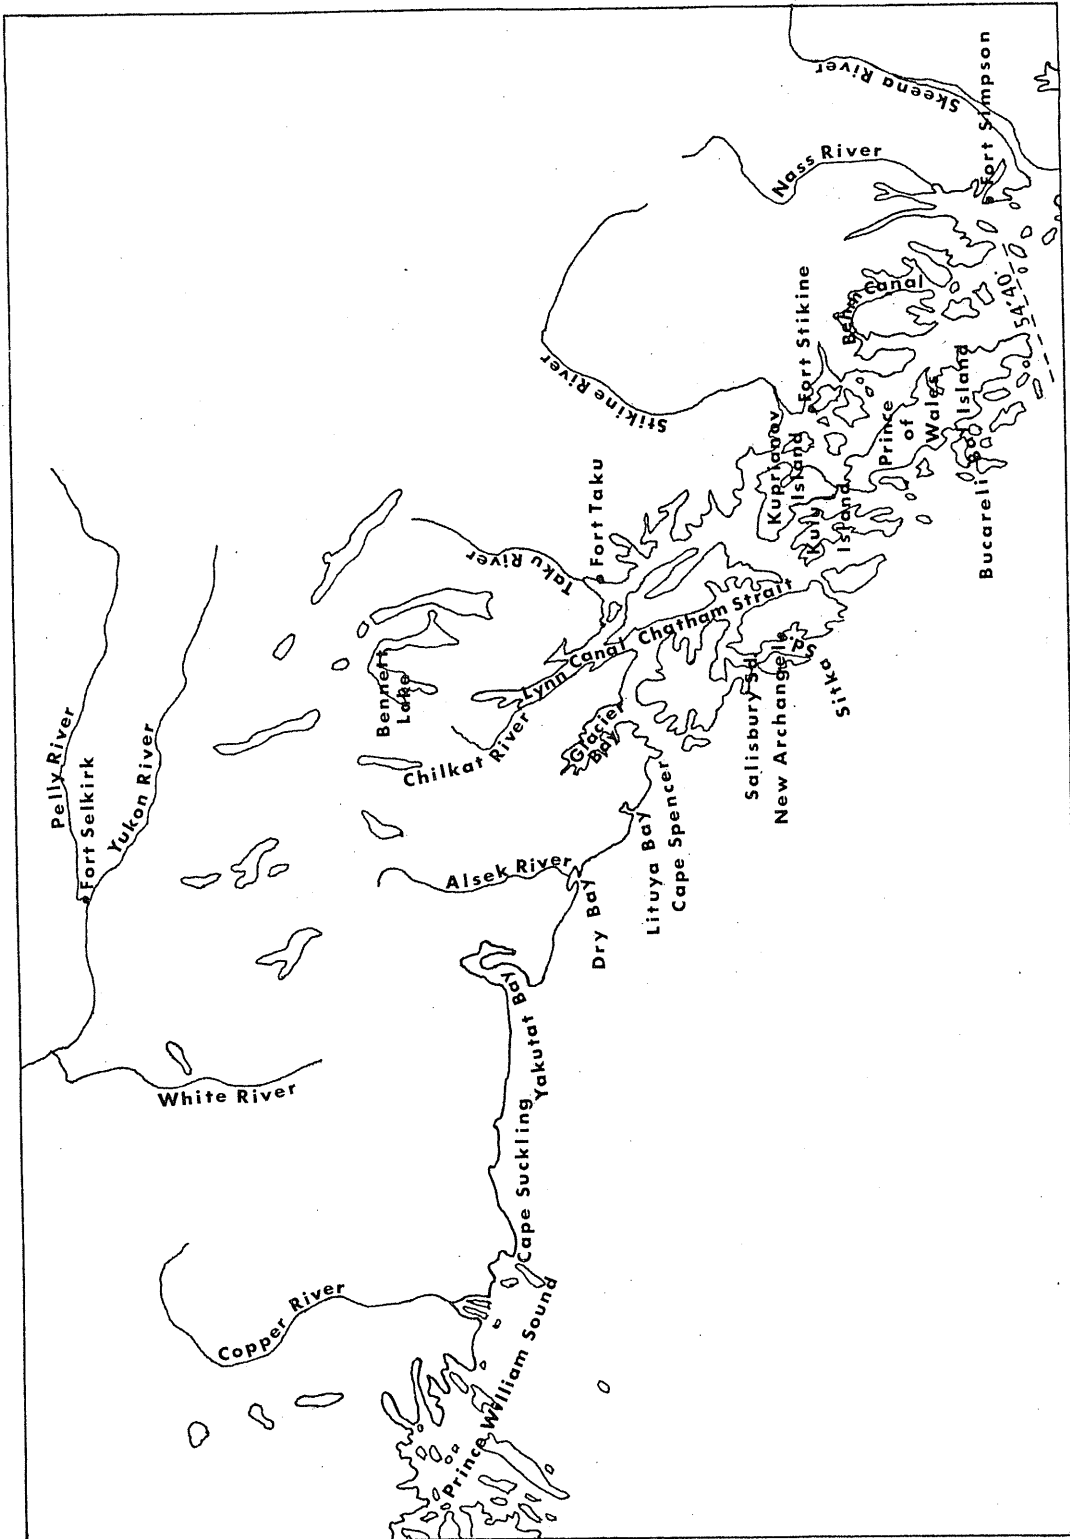 Pelly River
Fort Selkirk
Yukon River
White River
Copper River
Prince William Sound
Cape Suckling
Yakutat Bay
Dry Bay
Alsek River
Lituya Bay
Cape Spencer
Glacier
Bay
Chilkat River
Bennett
Lake
Lynn Canal
Chatham Strait
Taku River
Fort Taku
Salisbury Sd.
New Archangel
Sitka
Sd.
Stikine River
Fort Stikine
Kuprianov
Island
Kuiu
Island
Prince
of
Wales
Island
Bucareli Bay
Behm Canal
54°40'
Nass River
Skeena River
Fort Simpson